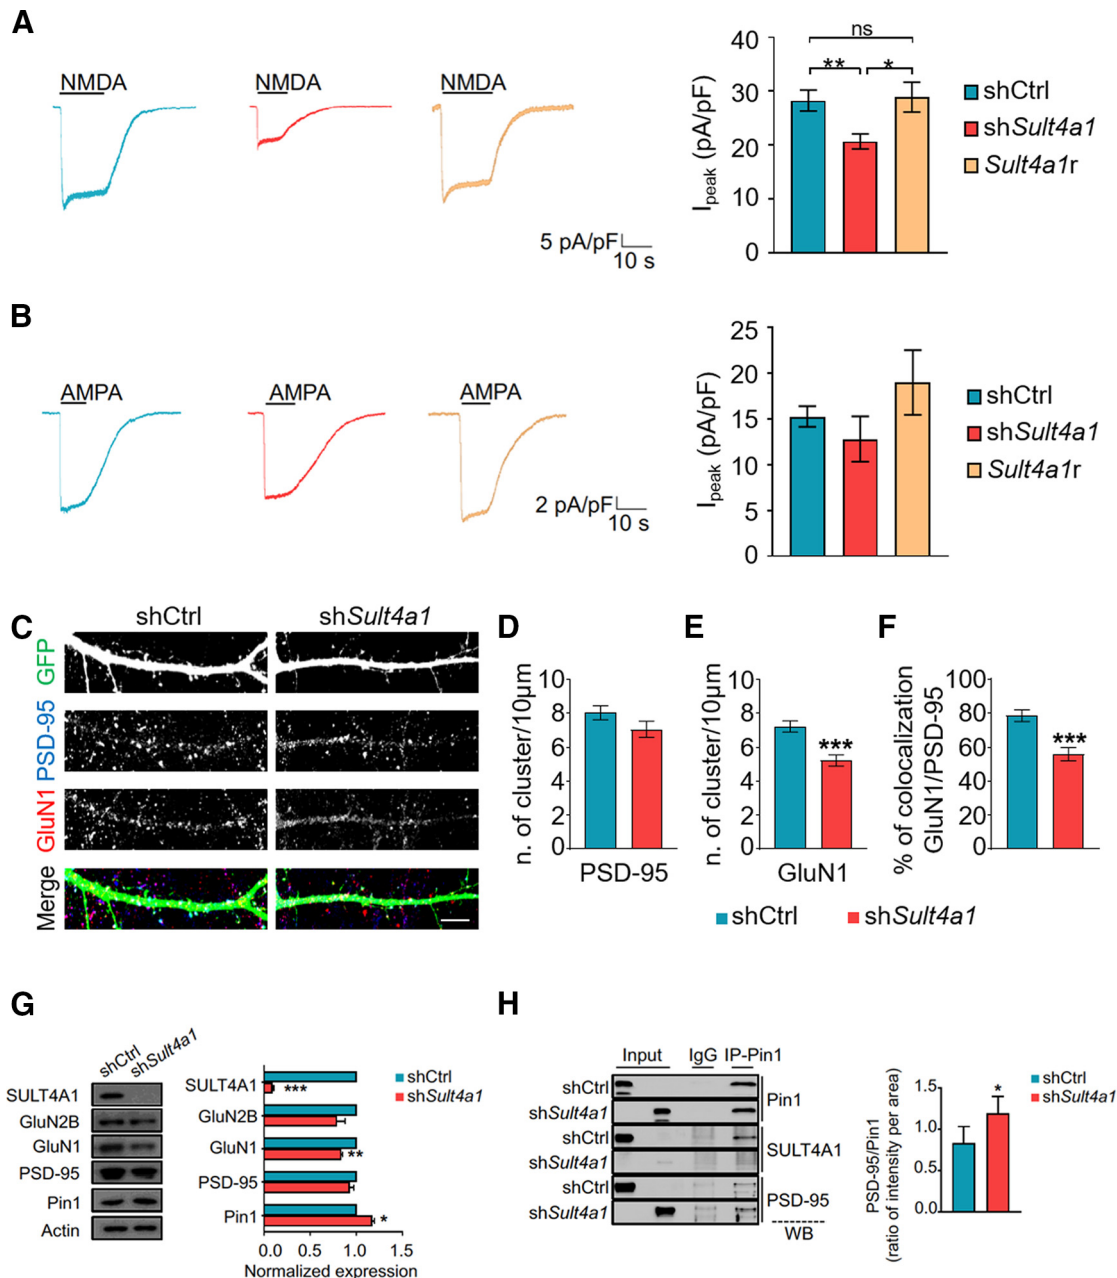 A
NMDA
NMDA
NMDA
5 pA/pF
10 s
40
30
20
10
0
Ipeak (pA/pF)
ns
**
*
shCtrl
shSult4a1
Sult4a1r
B
AMPA
AMPA
AMPA
2 pA/pF
10 s
25
20
15
10
5
0
Ipeak (pA/pF)
shCtrl
shSult4a1
Sult4a1r
C
shCtrl
shSult4a1
GFP
PSD-95
GluN1
Merge
D
n. of cluster/10µm
10
8
6
4
2
0
PSD-95
E
n. of cluster/10µm
10
8
6
4
2
0
***
GluN1
F
% of colocalization
GluN1/PSD-95
100
80
60
40
20
0
***
shCtrl
shSult4a1
G
shCtrl
shSult4a1
SULT4A1
GluN2B
GluN1
PSD-95
Pin1
Actin
SULT4A1
GluN2B
GluN1
PSD-95
Pin1
***
**
*
shCtrl
shSult4a1
0.0 0.5 1.0 1.5
Normalized expression
H
Input IgG IP-Pin1
shCtrl
shSult4a1
Pin1
shCtrl
shSult4a1
SULT4A1
shCtrl
shSult4a1
PSD-95
WB
PSD-95/Pin1
(ratio of intensity per area)
1.5
1.0
0.5
0.0
*
shCtrl
shSult4a1